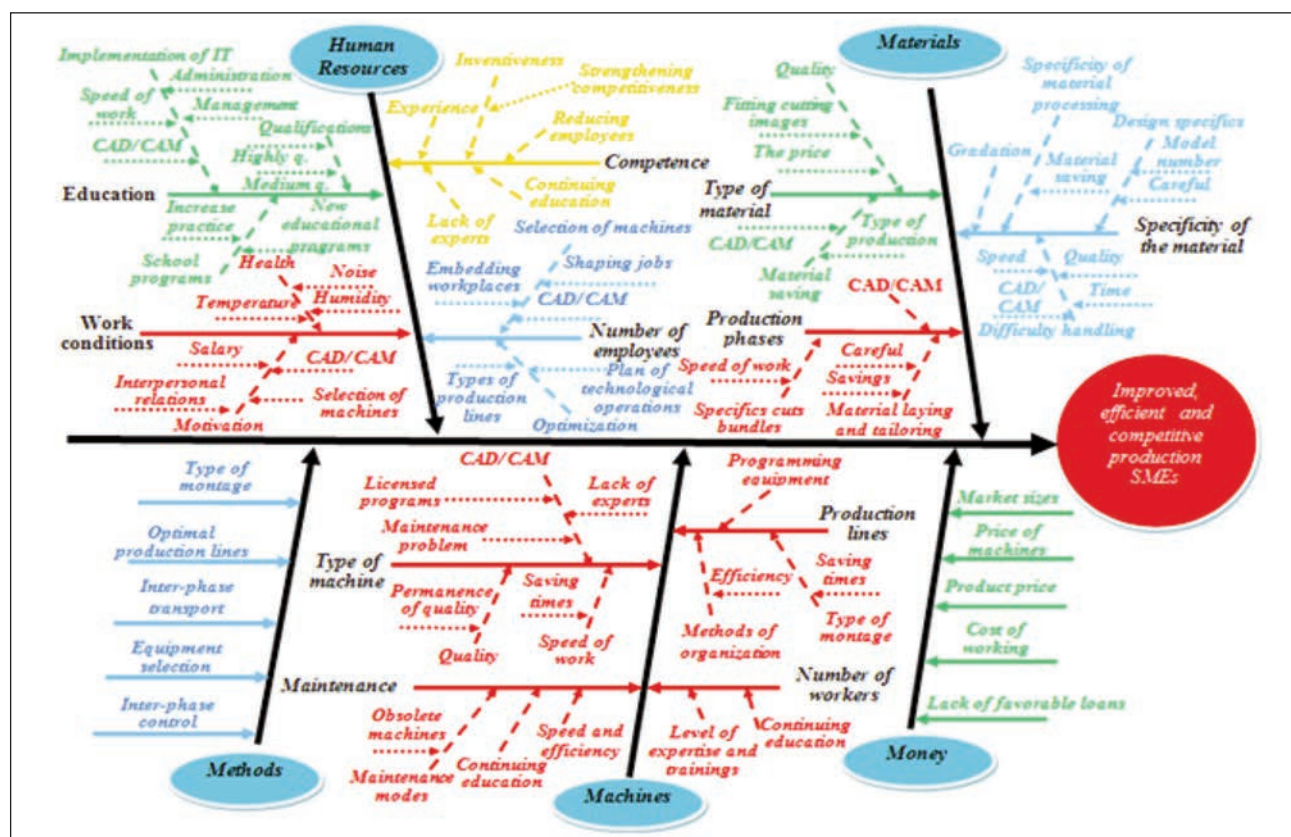 Human
Resources
Materials
Implementation of IT
Administration
Speed of
work
Management
CAD/CAM
Qualifications
Highly q.
Medium q.
Education
Increase
practice
New
educational
programs
School
programs
Inventiveness
Strengthening
competitiveness
Experience
Reducing
employees
Competence
Continuing
education
Lack of
experts
Quality
Fitting cutting
images
The price
Type of
material
CAD/CAM
Type of
production
Material
saving
Specificity of
material
processing
Design specifics
Gradation
Model
number
Material
saving
Careful
Specificity of
the material
Speed
Quality
CAD/
CAM
Time
Difficulty handling
Health
Noise
Temperature
Humidity
Work
conditions
Salary
CAD/CAM
Interpersonal
relations
Selection of
machines
Motivation
Selection of machines
Embedding
workplaces
Shaping jobs
CAD/CAM
Number of
employees
Types of
production
lines
Plan of
technological
operations
Optimization
CAD/CAM
Production
phases
Speed of work
Careful
Savings
Specifics cuts
bundles
Material laying
and tailoring
Improved,
efficient and
competitive
production
SMEs
Type of
montage
Optimal
production lines
Inter-phase
transport
Equipment
selection
Inter-phase
control
Methods
CAD/CAM
Licensed
programs
Lack of
experts
Maintenance
problem
Type of
machine
Permanence
of quality
Saving
times
Quality
Speed of
work
Programming
equipment
Production
lines
Efficiency
Saving
times
Methods of
organization
Type of
montage
Maintenance
Obsolete
machines
Speed and
efficiency
Maintenance
modes
Continuing
education
Number of
workers
Level of
expertise and
trainings
Continuing
education
Machines
Market sizes
Price of
machines
Product price
Cost of
working
Lack of favorable loans
Money